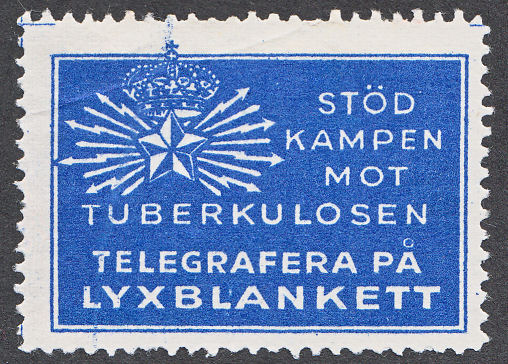 STÖD
KAMPEN
MOT
TUBERKULOSEN
TELEGRAFERA PÅ
LYXBLANKETT